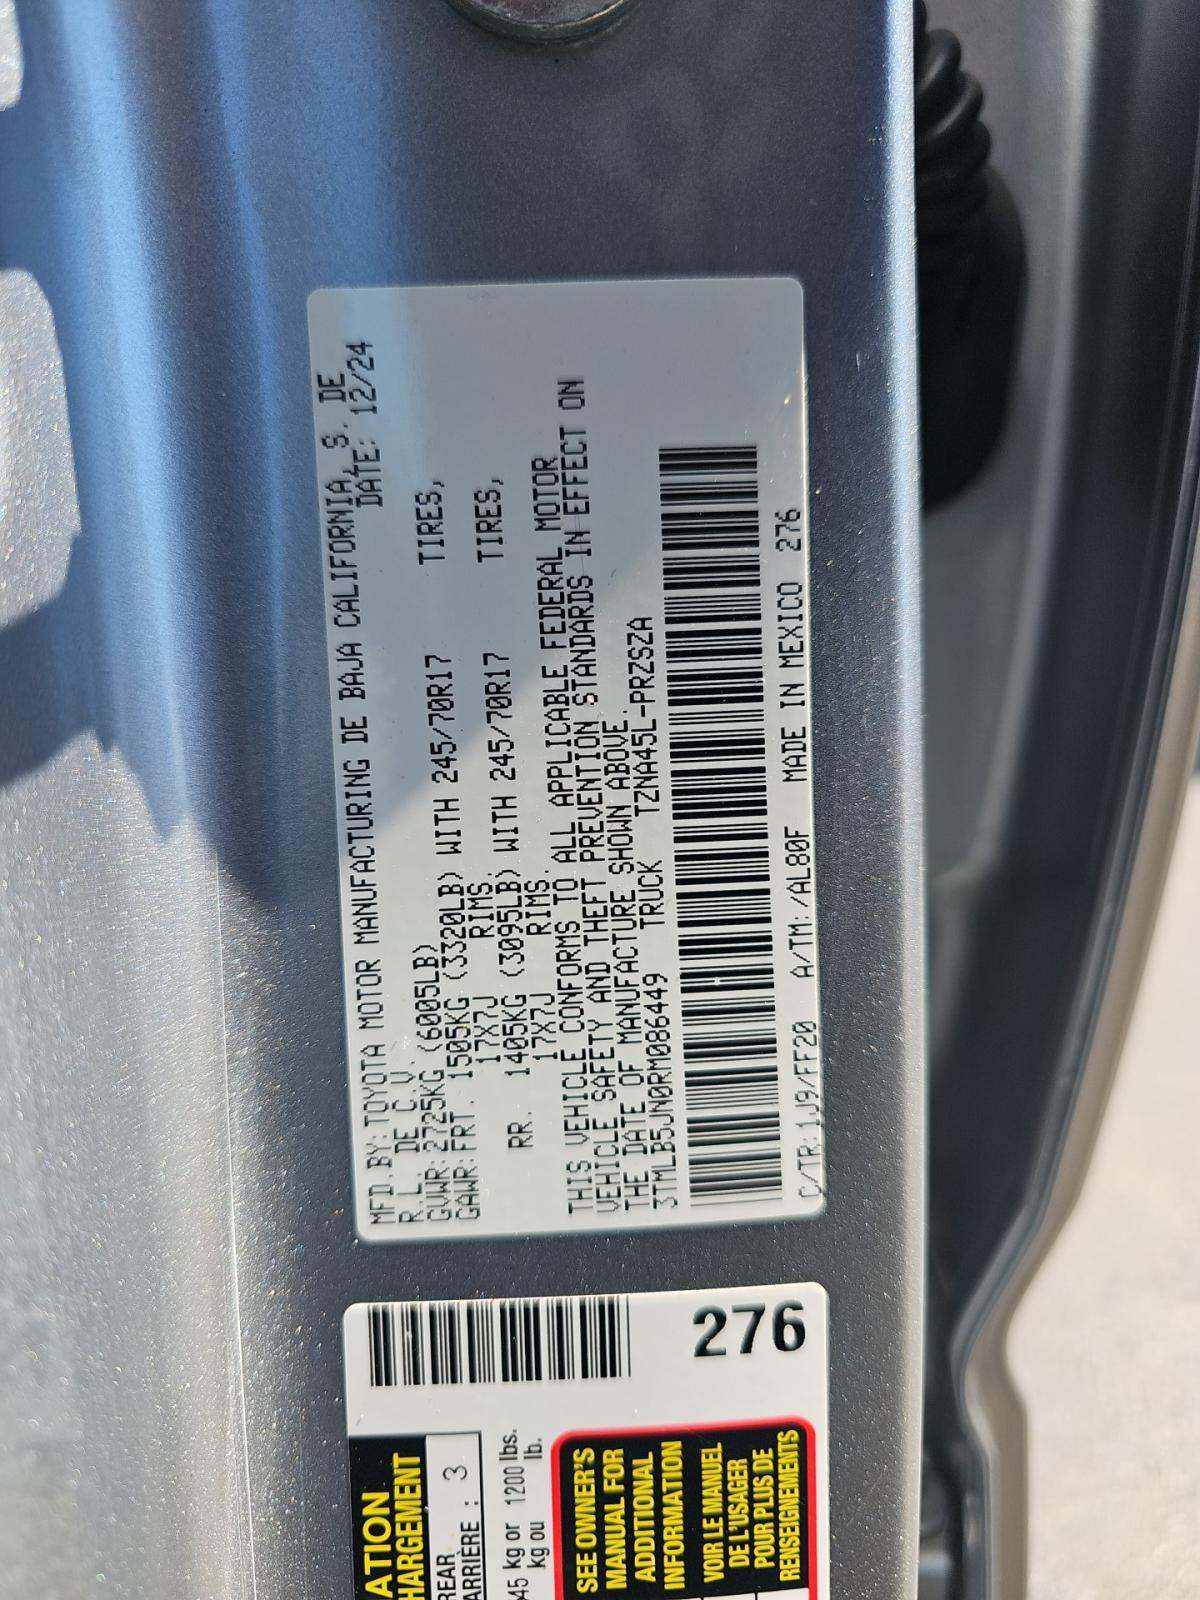 MFD.BY:TOYOTA MOTOR MANUFACTURING DE BAJA CALIFORNIA, S. DE
R.L. DE C.V. DATE: 12/24
GVWR:2725KG (6005LB)
GAWR:FRT. 1505KG (3320LB) WITH 245/70R17 TIRES,
17X7J RIMS.
RR. 1405KG (3095LB) WITH 245/70R17 TIRES,
17X7J RIMS.
THIS VEHICLE CONFORMS TO ALL APPLICABLE FEDERAL MOTOR
VEHICLE SAFETY AND THEFT PREVENTION STANDARDS IN EFFECT ON
THE DATE OF MANUFACTURE SHOWN ABOVE.
3TMLB5JN0RM086449 TRUCK TZNA45L-PRZSZA
C/TR:1J9/FF20 A/TM:/AL80F MADE IN MEXICO 276
276
REAR
ARRIÈRE : 3
kg or 1200 lbs.
kg ou lb.
SEE OWNER'S
MANUAL FOR
ADDITIONAL
INFORMATION
VOIR LE MANUEL
DE L'USAGER
POUR PLUS DE
RENSEIGNEMENTS